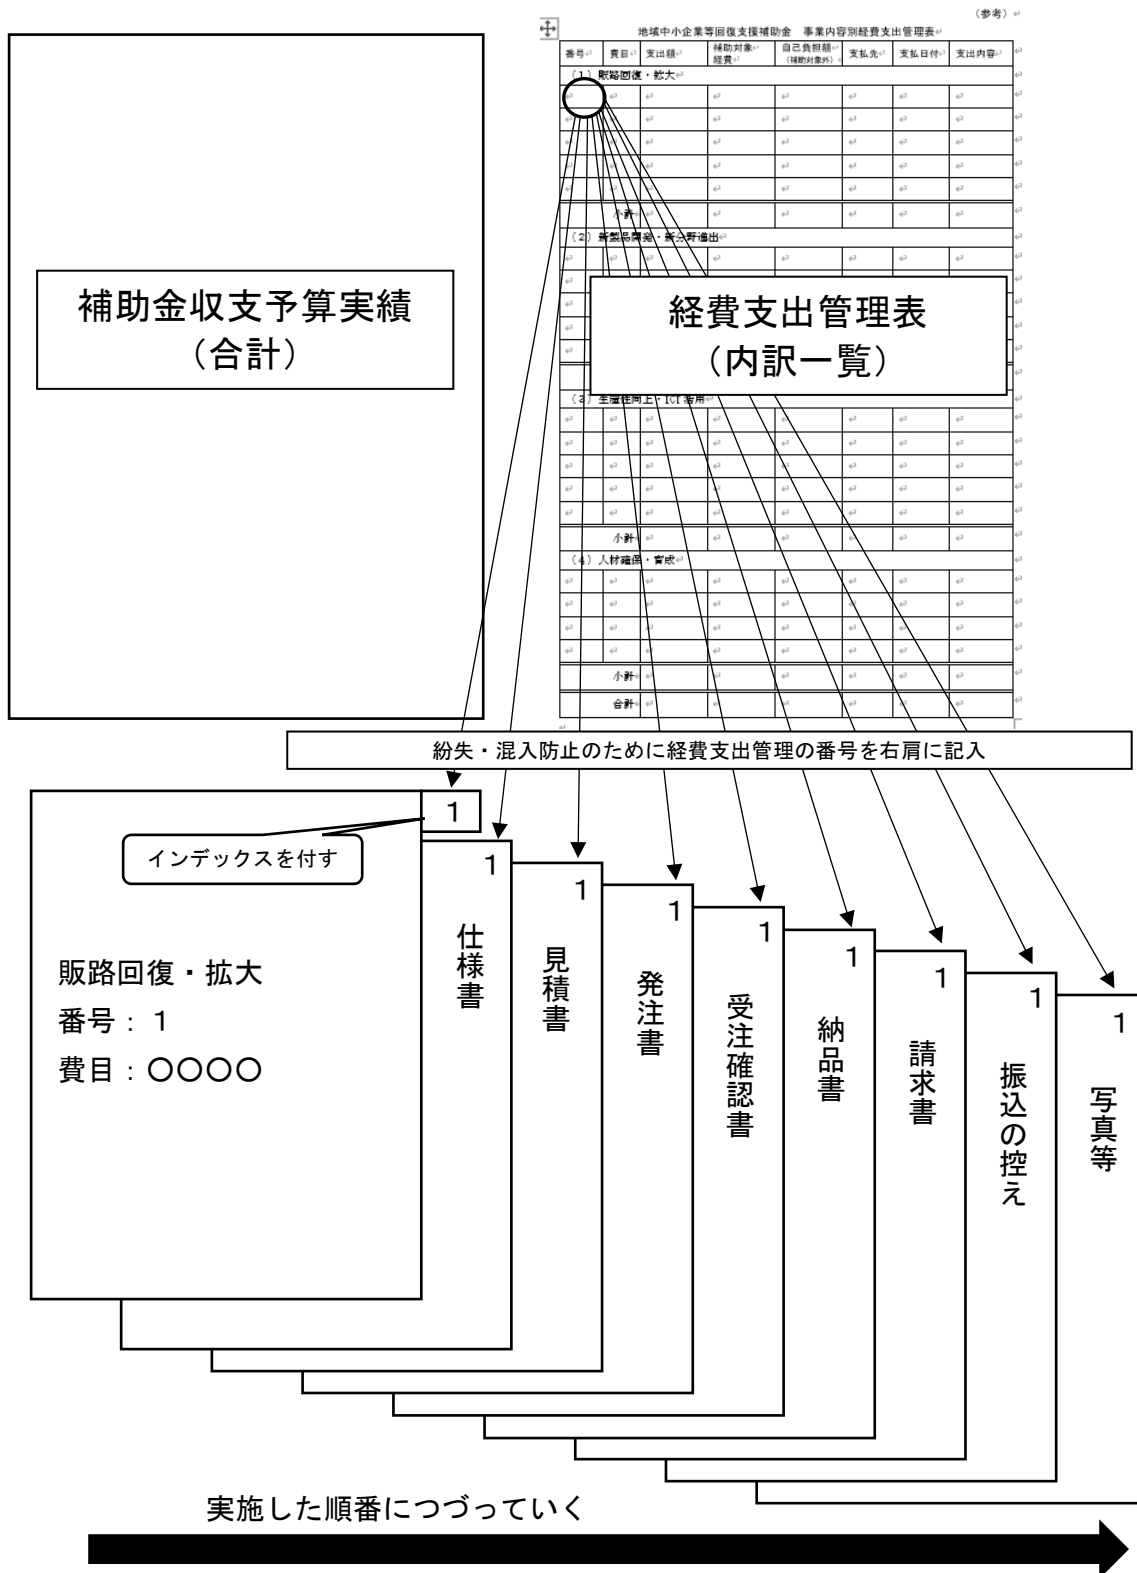 （参考）
地域中小企業等回復支援補助金　事業内容別経費支出管理表
番号 費目 支出額 補助対象経費 自己負担額（補助対象外） 支払先 支払日付 支出内容
（1）販路回復・拡大
小計
（2）新製品開発・新分野進出
補助金収支予算実績
（合計）
経費支出管理表
（内訳一覧）
（3）生産性向上・ICT活用
小計
（4）人材確保・育成
小計
合計
紛失・混入防止のために経費支出管理の番号を右肩に記入
1
インデックスを付す
販路回復・拡大
番号：1
費目：〇〇〇〇
1
仕様書
1
見積書
1
発注書
1
受注確認書
1
納品書
1
請求書
1
振込の控え
1
写真等
実施した順番につづっていく